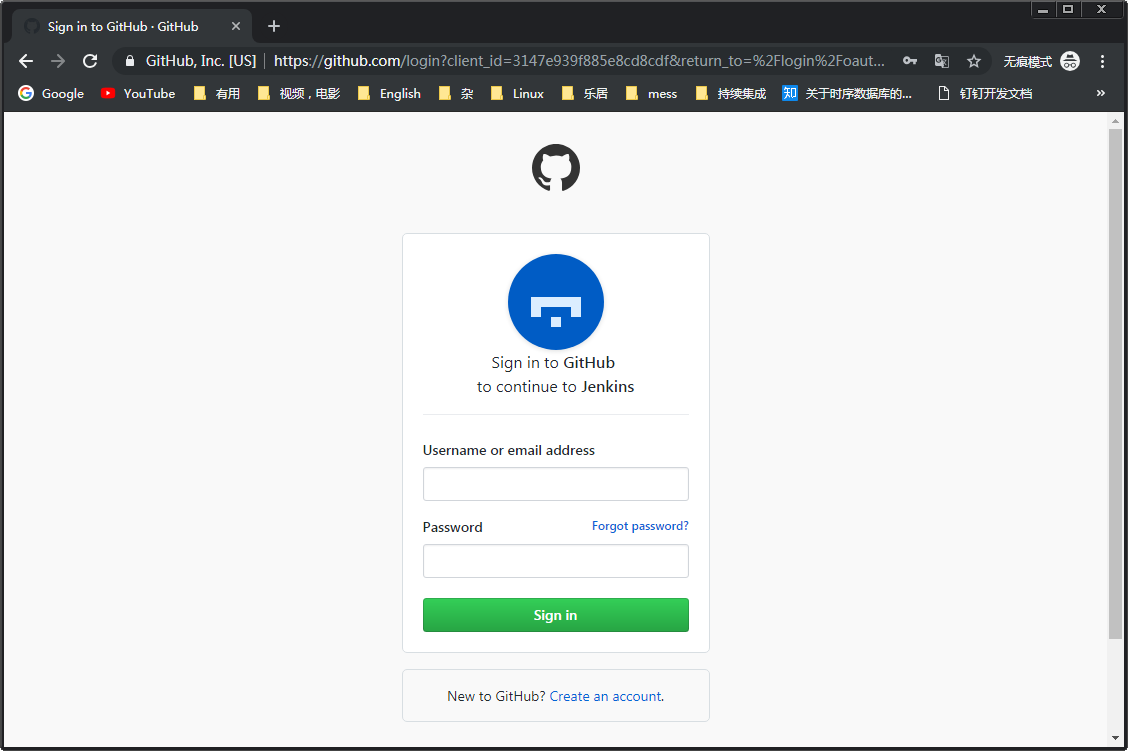 Sign in to GitHub · GitHub
GitHub, Inc. [US] https://github.com/login?client_id=3147e939f885e8cd8cdf&return_to=%2Flogin%2Foaut... 无痕模式
Google YouTube 有用 视频，电影 English 杂 Linux 乐居 mess 持续集成 知 关于时序数据库的... 钉钉开发文档 »
Sign in to GitHub
to continue to Jenkins
Username or email address
Password Forgot password?
Sign in
New to GitHub? Create an account.